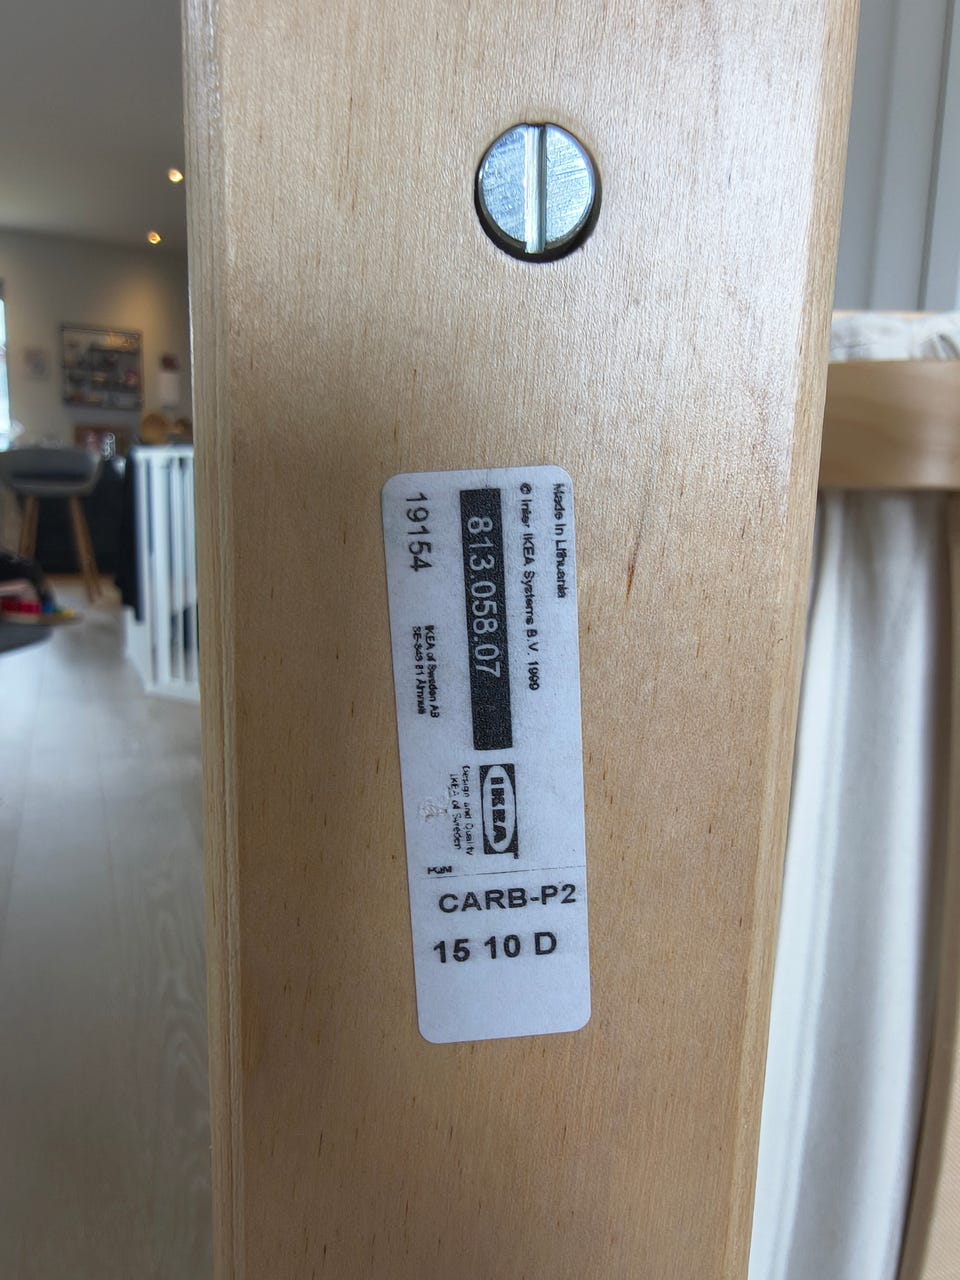 Made in Lithuania
© Inter IKEA Systems B.V. 1999
813.058.07
19154
IKEA of Sweden AB
SE-343 81 Älmhult
IKEA
Design and Quality
IKEA of Sweden
CARB-P2
15 10 D